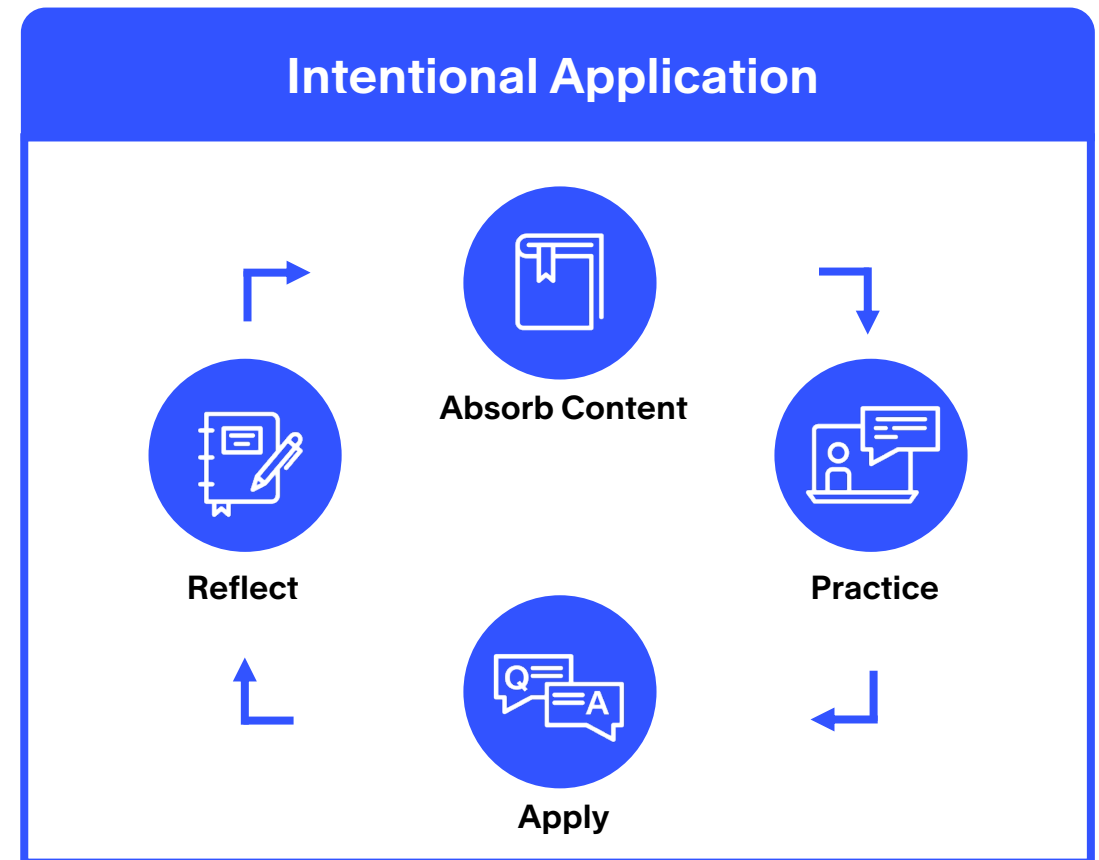 Intentional Application
Absorb Content
Practice
Reflect
Q
A
Apply